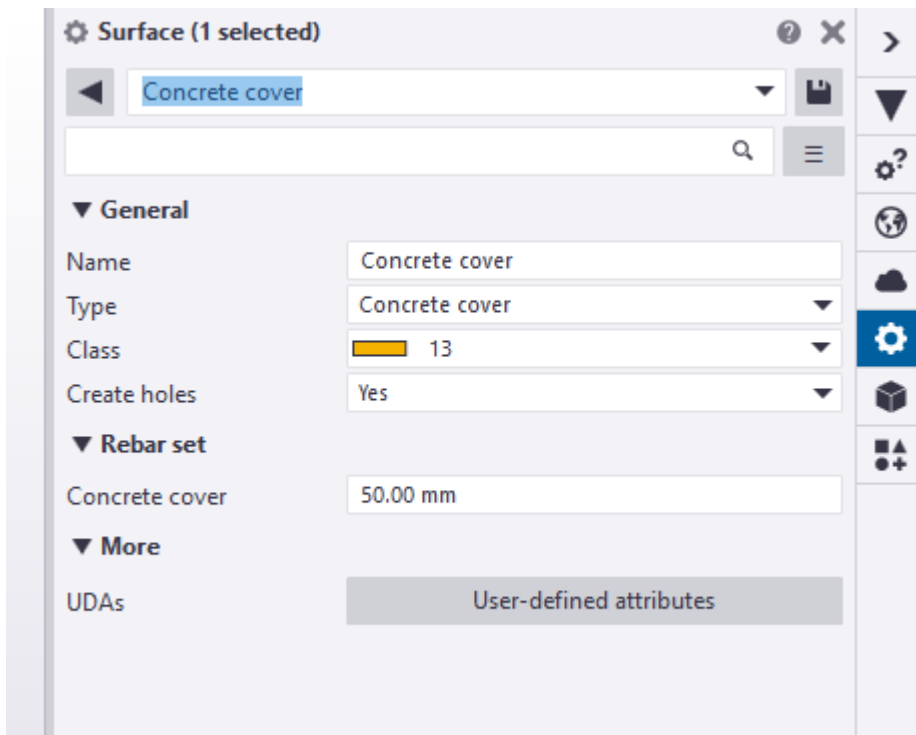 Surface (1 selected)
Concrete cover
General
Name Concrete cover
Type Concrete cover
Class 13
Create holes Yes
Rebar set
Concrete cover 50.00 mm
More
UDAs User-defined attributes